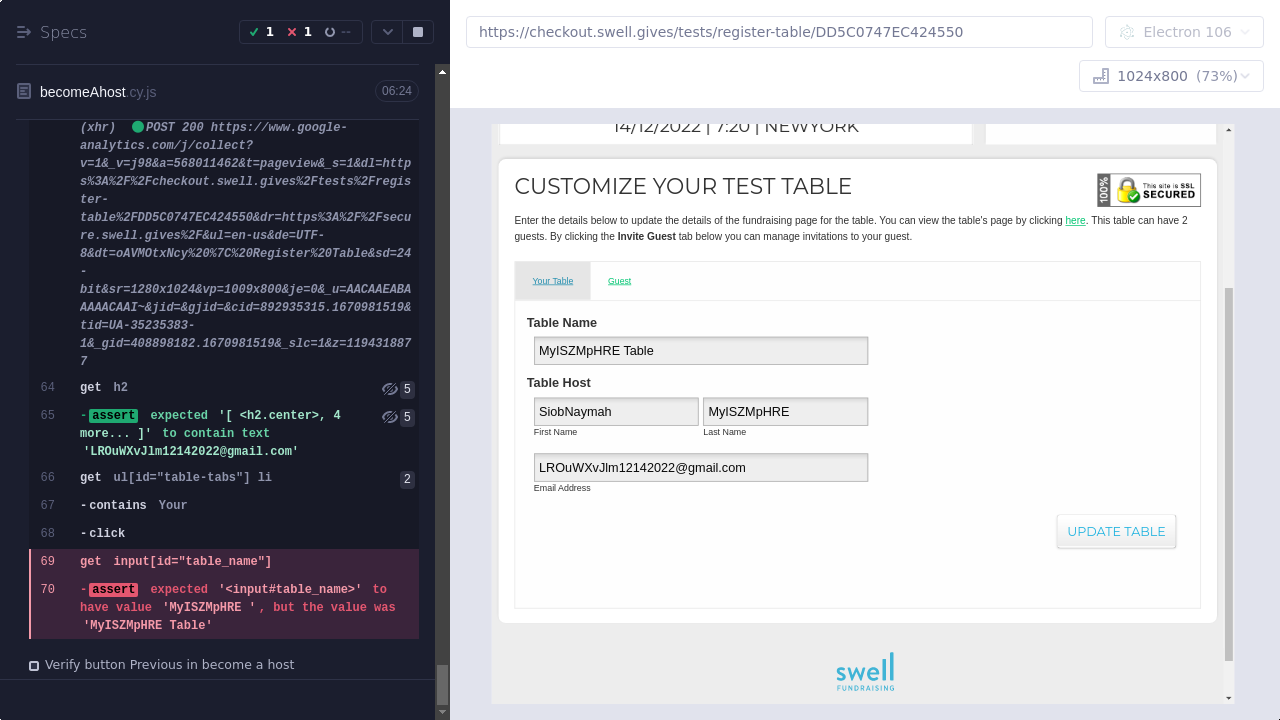 Specs
1
1
--
becomeAhost.cy.js
06:24
(xhr) POST 200 https://www.google-
analytics.com/j/collect?
v=1&_v=j98&a=568011462&t=pageview&_s=1&dl=http
s%3A%2F%2Fcheckout.swell.gives%2Ftests%2Fregis
ter-
table%2FDD5C0747EC424550&dr=https%3A%2F%2Fsecu
re.swell.gives%2F&ul=en-us&de=UTF-
8&dt=oAVMOtxNcy%20%7C%20Register%20Table&sd=24
-
bit&sr=1280x1024&vp=1009x800&je=0&_u=AACAAEABA
AAAACAAI~&jid=&gjid=&cid=892935315.1670981519&
tid=UA-35235383-
1&_gid=408898182.1670981519&_slc=1&z=119431887
7
64 get h2 5
65 -assert expected '[ <h2.center>, 4 5
more... ]' to contain text
'LROuWXvJlm12142022@gmail.com'
66 get ul[id="table-tabs"] li 2
67 -contains Your
68 -click
69 get input[id="table_name"]
70 -assert expected '<input#table_name>' to
have value 'MyISZMpHRE ', but the value was
'MyISZMpHRE Table'
Verify button Previous in become a host
https://checkout.swell.gives/tests/register-table/DD5C0747EC424550
Electron 106
1024x800 (73%)
14/12/2022 | 7:20 | NEWYORK
CUSTOMIZE YOUR TEST TABLE
100%
This site is SSL
SECURED
Enter the details below to update the details of the fundraising page for the table. You can view the table's page by clicking here. This table can have 2
guests. By clicking the Invite Guest tab below you can manage invitations to your guest.
Your Table
Guest
Table Name
MyISZMpHRE Table
Table Host
SiobNaymah
MyISZMpHRE
First Name
Last Name
LROuWXvJlm12142022@gmail.com
Email Address
UPDATE TABLE
swell
FUNDRAISING